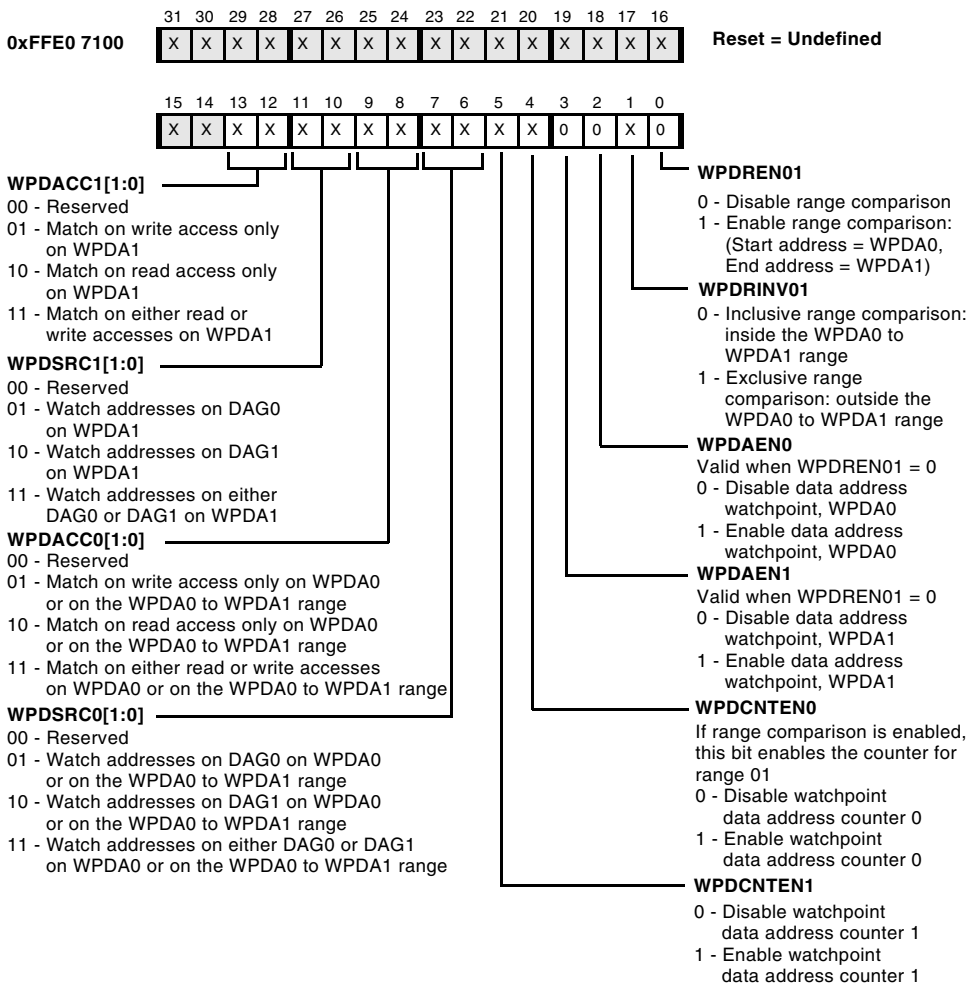 31 30 29 28 27 26 25 24 23 22 21 20 19 18 17 16
0xFFE0 7100 X X X X X X X X X X X X X X X X Reset = Undefined
15 14 13 12 11 10 9 8 7 6 5 4 3 2 1 0
X X X X X X X X X X X X 0 0 X 0
WPDACC1[1:0]
00 - Reserved
01 - Match on write access only
on WPDA1
10 - Match on read access only
on WPDA1
11 - Match on either read or
write accesses on WPDA1
WPDSRC1[1:0]
00 - Reserved
01 - Watch addresses on DAG0
on WPDA1
10 - Watch addresses on DAG1
on WPDA1
11 - Watch addresses on either
DAG0 or DAG1 on WPDA1
WPDACC0[1:0]
00 - Reserved
01 - Match on write access only on WPDA0
or on the WPDA0 to WPDA1 range
10 - Match on read access only on WPDA0
or on the WPDA0 to WPDA1 range
11 - Match on either read or write accesses
on WPDA0 or on the WPDA0 to WPDA1 range
WPDSRC0[1:0]
00 - Reserved
01 - Watch addresses on DAG0 on WPDA0
or on the WPDA0 to WPDA1 range
10 - Watch addresses on DAG1 on WPDA0
or on the WPDA0 to WPDA1 range
11 - Watch addresses on either DAG0 or DAG1
on WPDA0 or on the WPDA0 to WPDA1 range
WPDREN01
0 - Disable range comparison
1 - Enable range comparison:
(Start address = WPDA0,
End address = WPDA1)
WPDRINV01
0 - Inclusive range comparison:
inside the WPDA0 to
WPDA1 range
1 - Exclusive range
comparison: outside the
WPDA0 to WPDA1 range
WPDAEN0
Valid when WPDREN01 = 0
0 - Disable data address
watchpoint, WPDA0
1 - Enable data address
watchpoint, WPDA0
WPDAEN1
Valid when WPDREN01 = 0
0 - Disable data address
watchpoint, WPDA1
1 - Enable data address
watchpoint, WPDA1
WPDCNTEN0
If range comparison is enabled,
this bit enables the counter for
range 01
0 - Disable watchpoint
data address counter 0
1 - Enable watchpoint
data address counter 0
WPDCNTEN1
0 - Disable watchpoint
data address counter 1
1 - Enable watchpoint
data address counter 1